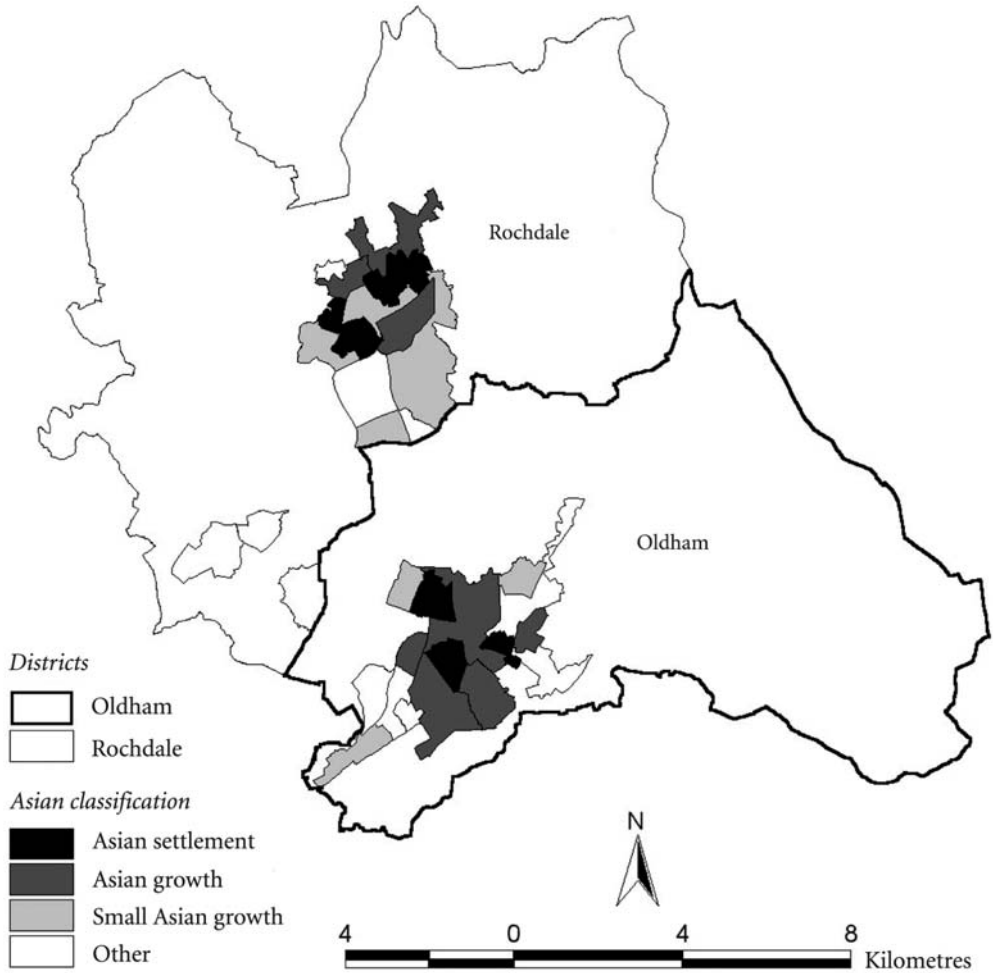 Rochdale
Oldham
Districts
Oldham
Rochdale
Asian classification
Asian settlement
Asian growth
Small Asian growth
Other
N
4 0 4 8
Kilometres